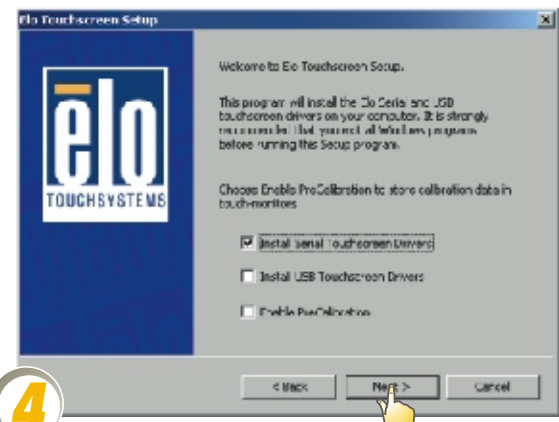 Elo Touchscreen Setup
elo
TOUCHSYSTEMS
Welcome to Elo Touchscreen Setup.
This program will install the Elo Serial and USB
touchscreen drivers on your computer. It is strongly
recommended that you exit all Windows programs
before running this Setup program.
Choose Enable PreCalibration to store calibration data in
touch-monitors
Install Serial Touchscreen Drivers
Install USB Touchscreen Drivers
Enable PreCalibration
< Back
Next >
Cancel
4